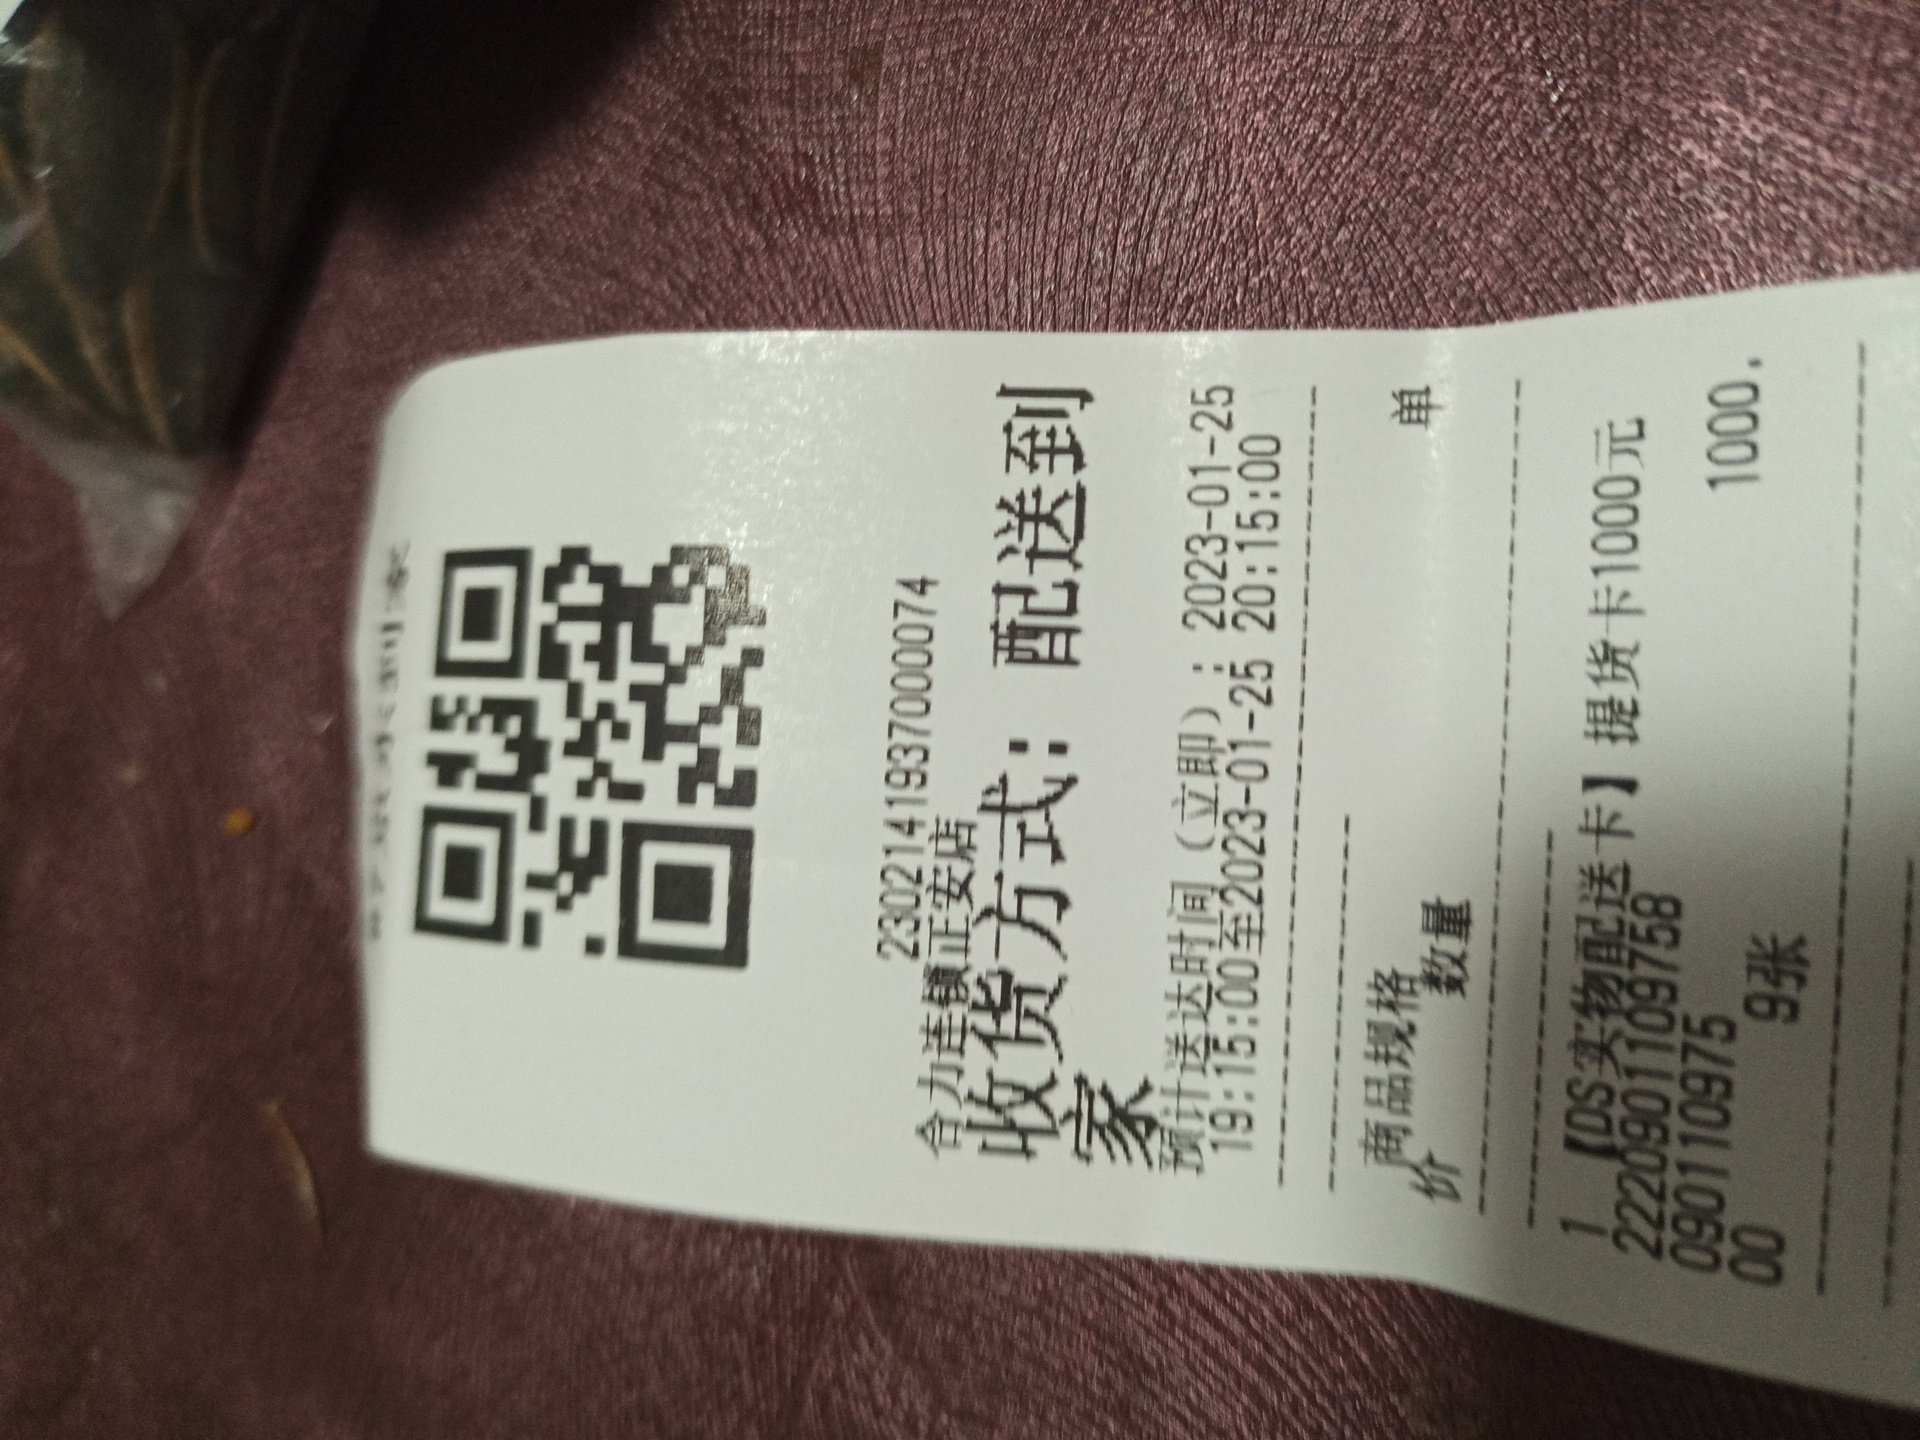 2302141937000074
合力连锁正安店
收货方式：配送到
家
预计送达时间（立即）：2023-01-25
19:15:00至2023-01-25 20:15:00
商品规格 单
价 数量
1 【DS实物配送卡】提货卡1000元
2220901109758
090110975 1000.
00 9张